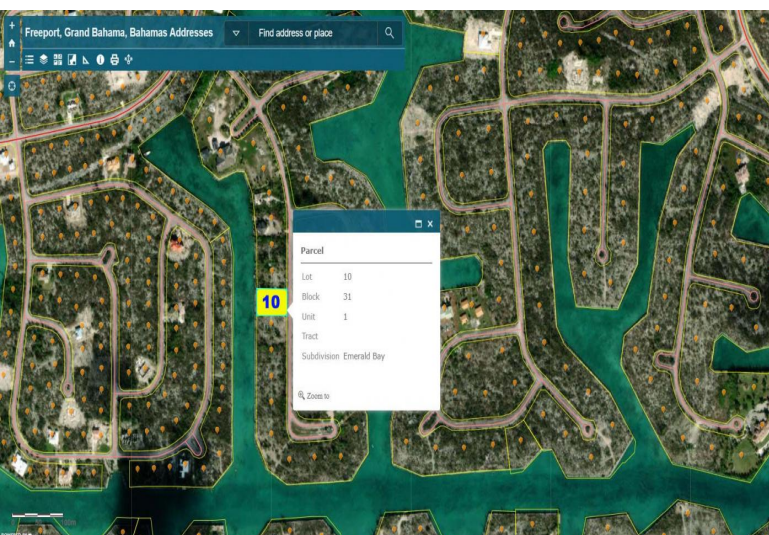 Freeport, Grand Bahama, Bahamas Addresses
Find address or place
Parcel
Lot 10
Block 31
Unit 1
Tract
Subdivision Emerald Bay
Zoom to
10